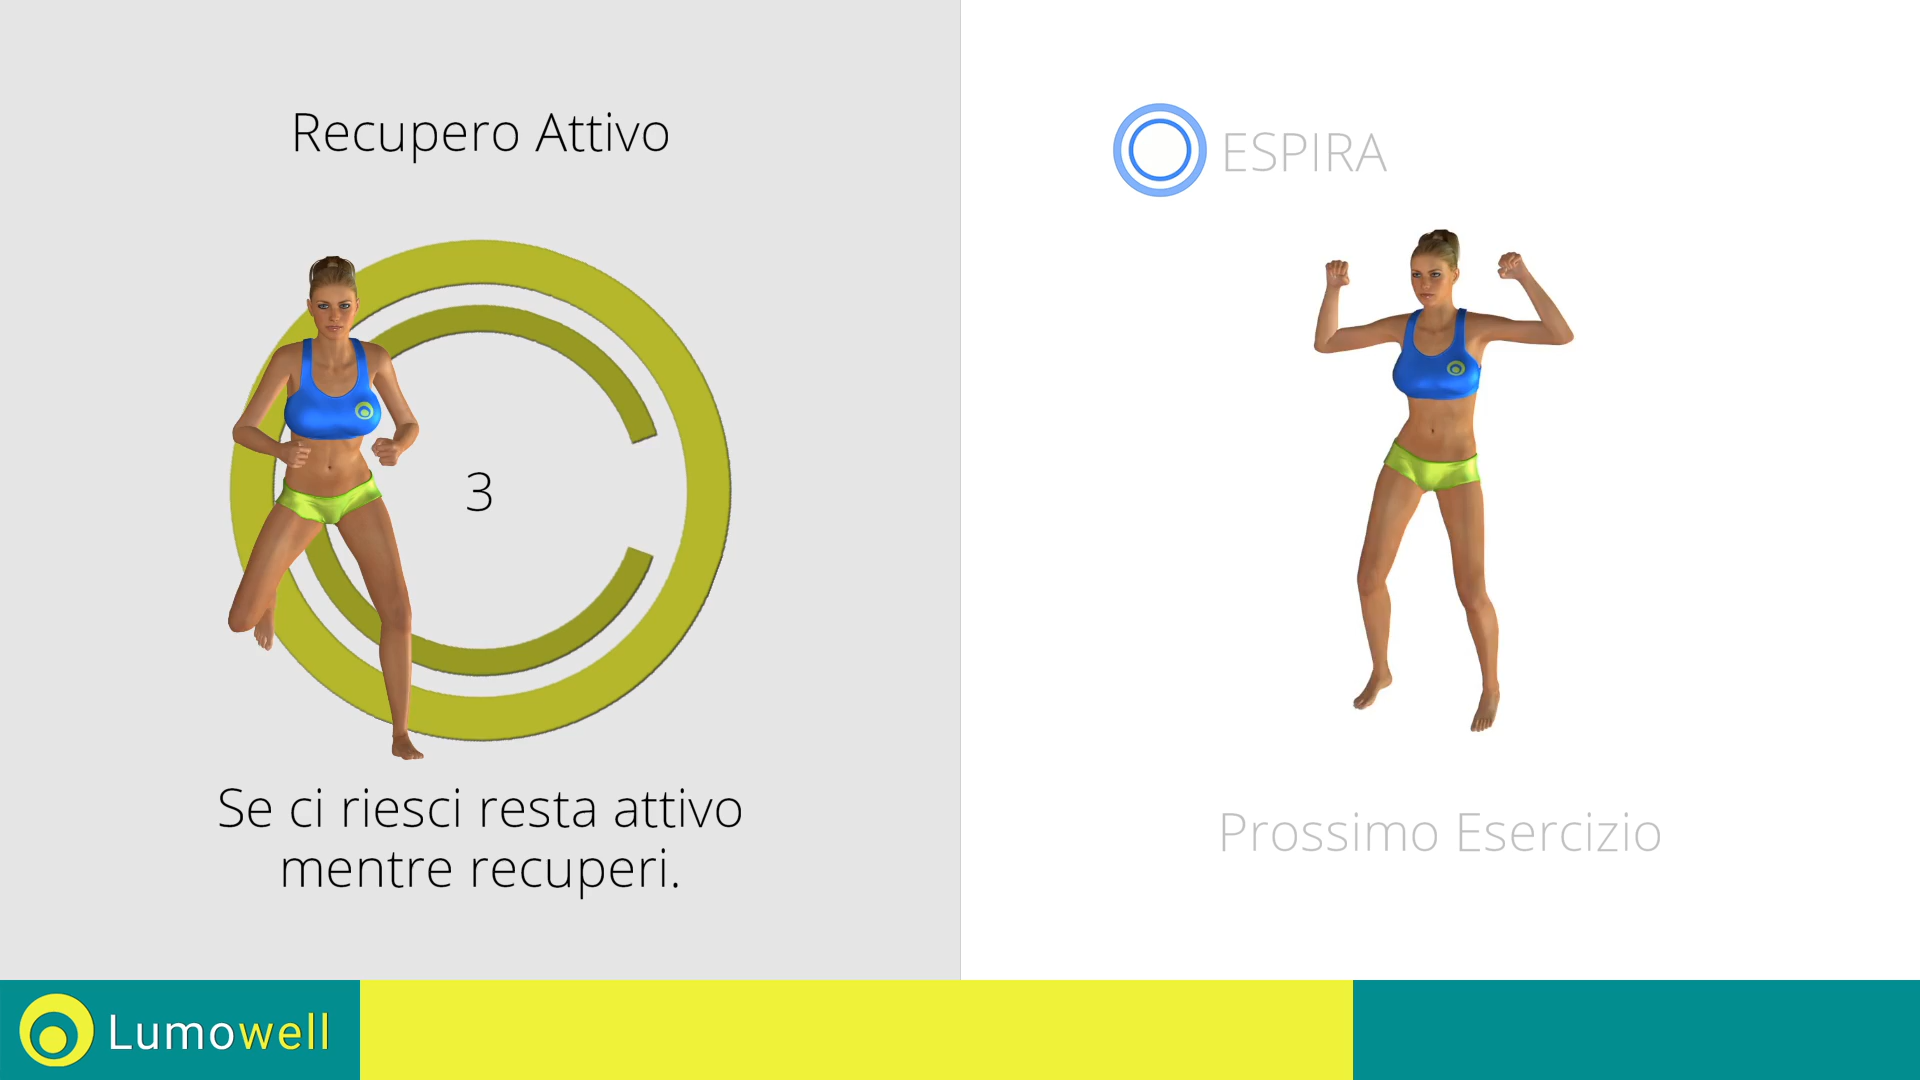 Recupero Attivo
3
Se ci riesci resta attivo
mentre recuperi.
ESPIRA
Prossimo Esercizio
Lumowell